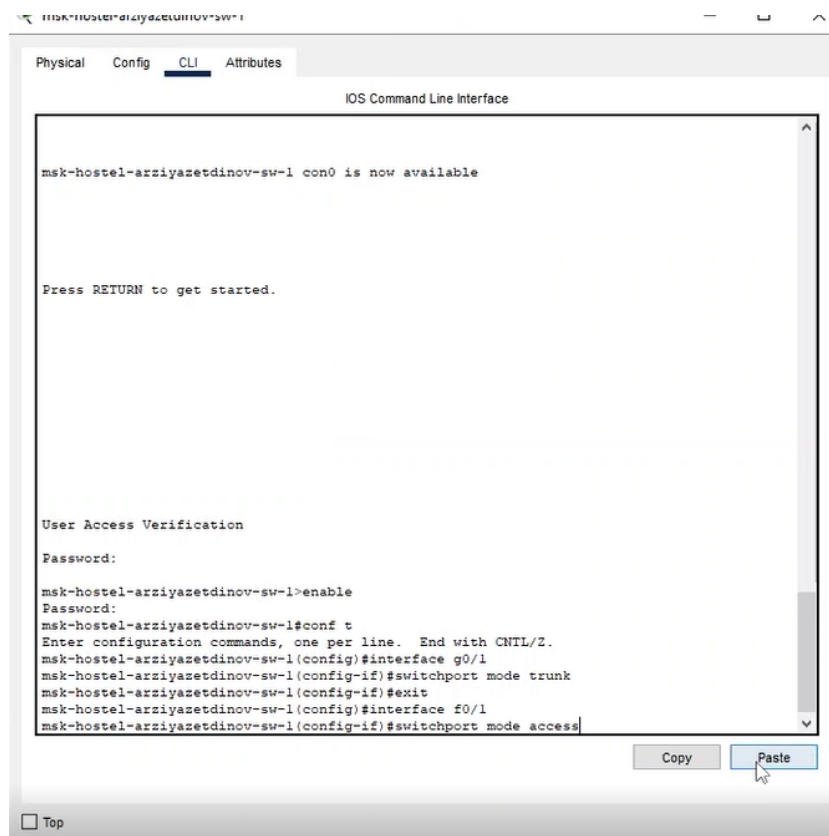 msk-hostel-arziyazetdinov-sw-1
Physical Config CLI Attributes
IOS Command Line Interface
msk-hostel-arziyazetdinov-sw-1 con0 is now available
Press RETURN to get started.
User Access Verification
Password:
msk-hostel-arziyazetdinov-sw-1>enable
Password:
msk-hostel-arziyazetdinov-sw-1#conf t
Enter configuration commands, one per line.  End with CNTL/Z.
msk-hostel-arziyazetdinov-sw-1(config)#interface g0/1
msk-hostel-arziyazetdinov-sw-1(config-if)#switchport mode trunk
msk-hostel-arziyazetdinov-sw-1(config-if)#exit
msk-hostel-arziyazetdinov-sw-1(config)#interface f0/1
msk-hostel-arziyazetdinov-sw-1(config-if)#switchport mode access
Copy Paste
Top